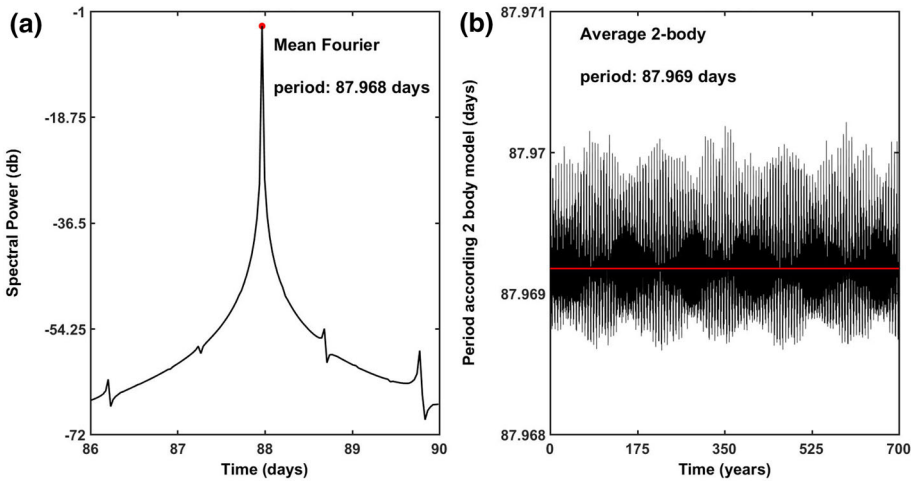 (a)
-1
-18.75
-36.5
-54.25
-72
Spectral Power (db)
Mean Fourier
period: 87.968 days
86
87
88
89
90
Time (days)
(b)
87.971
87.97
87.969
87.968
Period according 2 body model (days)
Average 2-body
period: 87.969 days
0
175
350
525
700
Time (years)